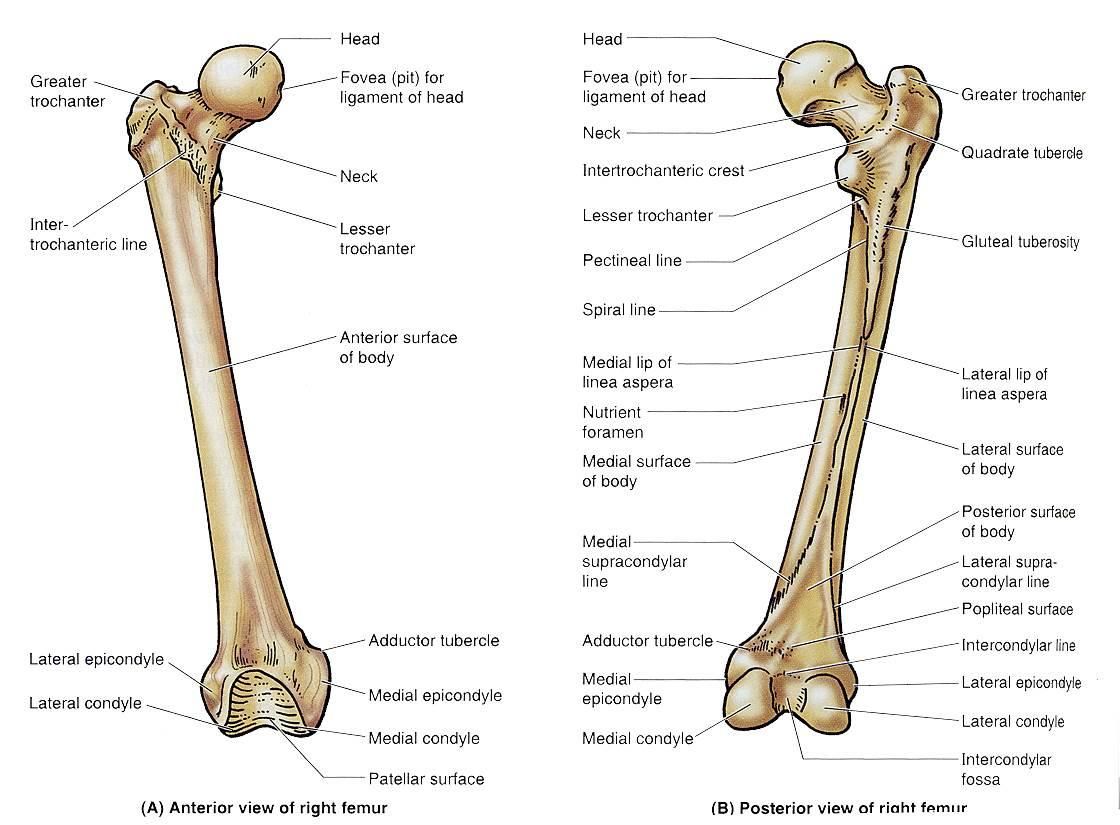 Head
Greater
trochanter
Fovea (pit) for
ligament of head
Neck
Inter-
trochanteric line
Lesser
trochanter
Anterior surface
of body
Adductor tubercle
Lateral epicondyle
Medial epicondyle
Lateral condyle
Medial condyle
Patellar surface
(A) Anterior view of right femur
Head
Fovea (pit) for
ligament of head
Neck
Intertrochanteric crest
Lesser trochanter
Pectineal line
Spiral line
Medial lip of
linea aspera
Nutrient
foramen
Medial surface
of body
Medial
supracondylar
line
Adductor tubercle
Medial
epicondyle
Medial condyle
Greater trochanter
Quadrate tubercle
Gluteal tuberosity
Lateral lip of
linea aspera
Lateral surface
of body
Posterior surface
of body
Lateral supra-
condylar line
Popliteal surface
Intercondylar line
Lateral epicondyle
Lateral condyle
Intercondylar
fossa
(B) Posterior view of right femur